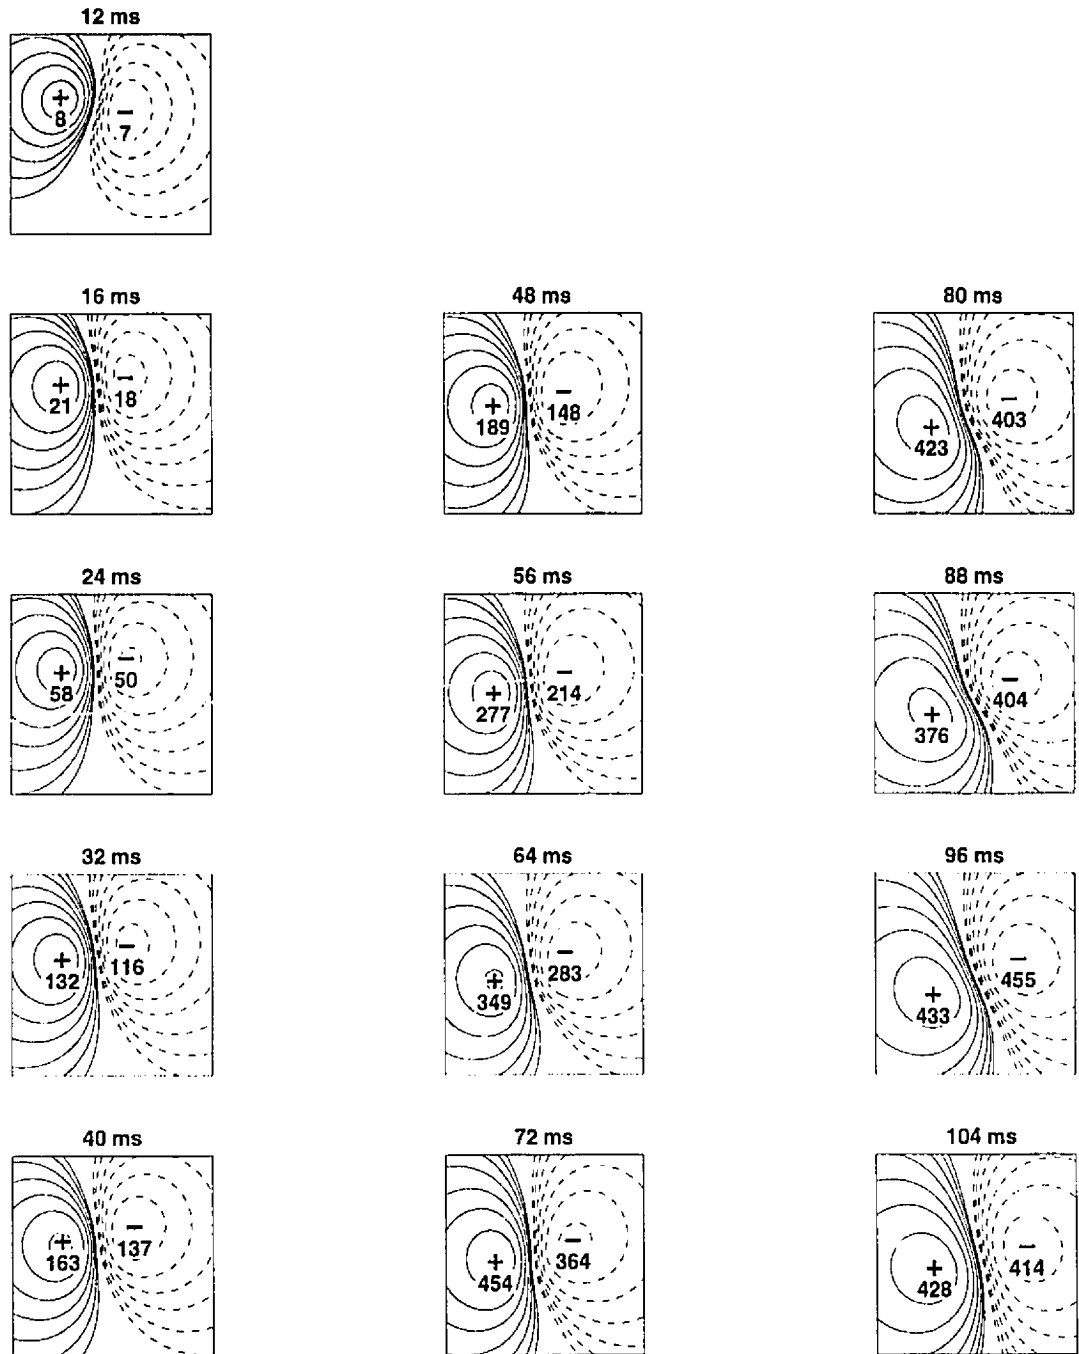 12 ms
+ −
8 7
16 ms 48 ms 80 ms
+ − + − + −
21 18 189 148 423 403
24 ms 56 ms 88 ms
+ − + − + −
58 50 277 214 376 404
32 ms 64 ms 96 ms
+ − + − + −
132 116 349 283 433 455
40 ms 72 ms 104 ms
+ − + − + −
163 137 454 364 428 414